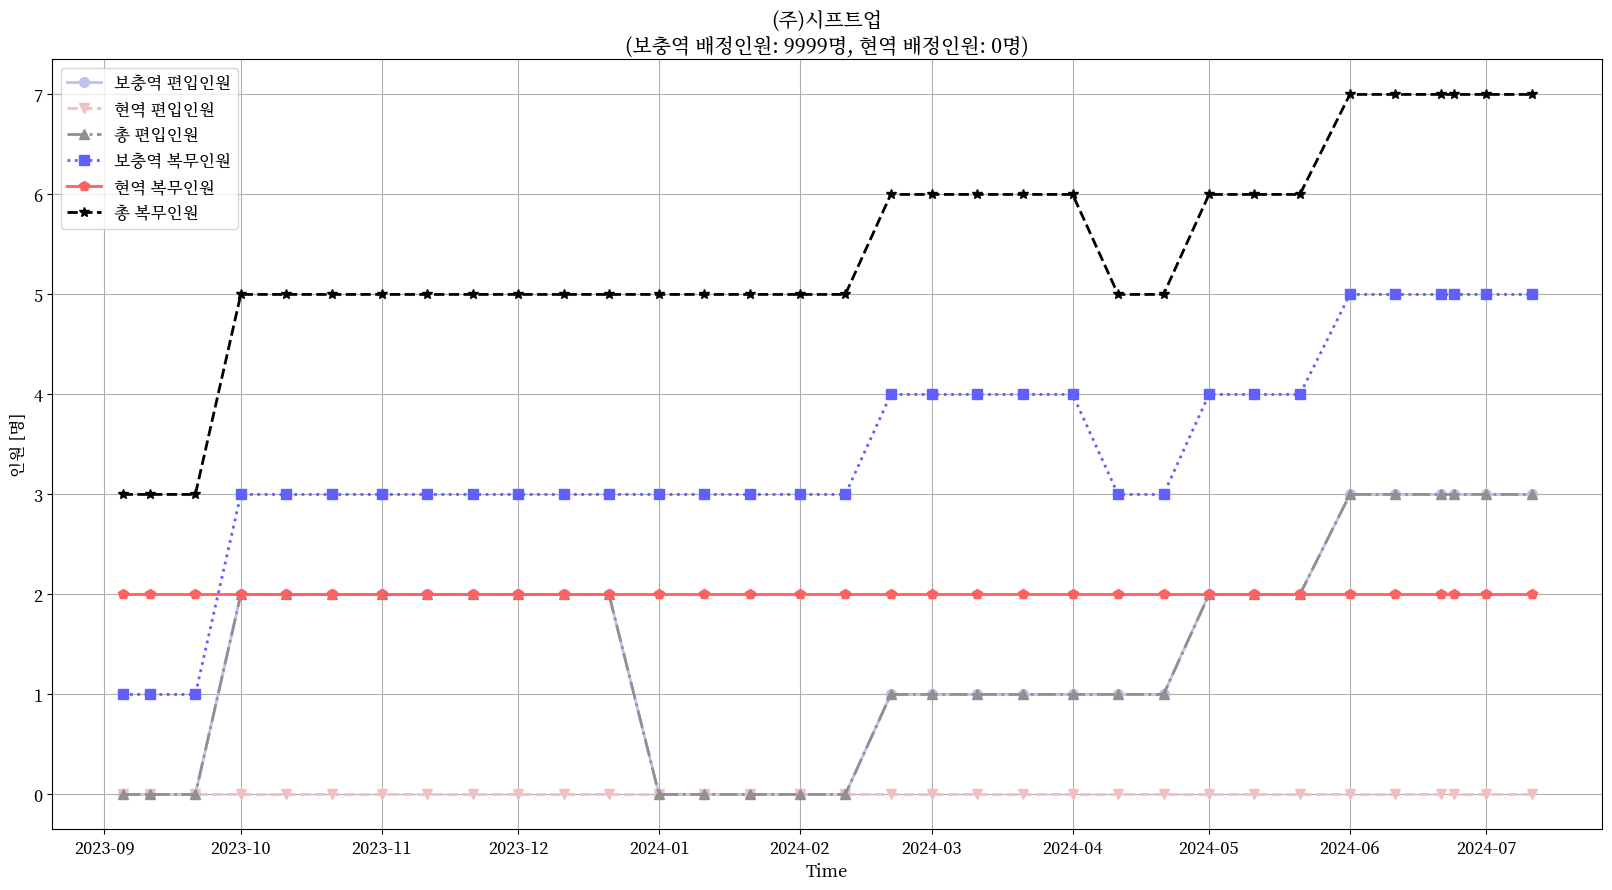 (주)시프트업
(보충역 배정인원: 9999명, 현역 배정인원: 0명)
보충역 편입인원
현역 편입인원
총 편입인원
보충역 복무인원
현역 복무인원
총 복무인원
7
6
5
4
3
2
1
0
인원 [명]
2023-09
2023-10
2023-11
2023-12
2024-01
2024-02
2024-03
2024-04
2024-05
2024-06
2024-07
Time